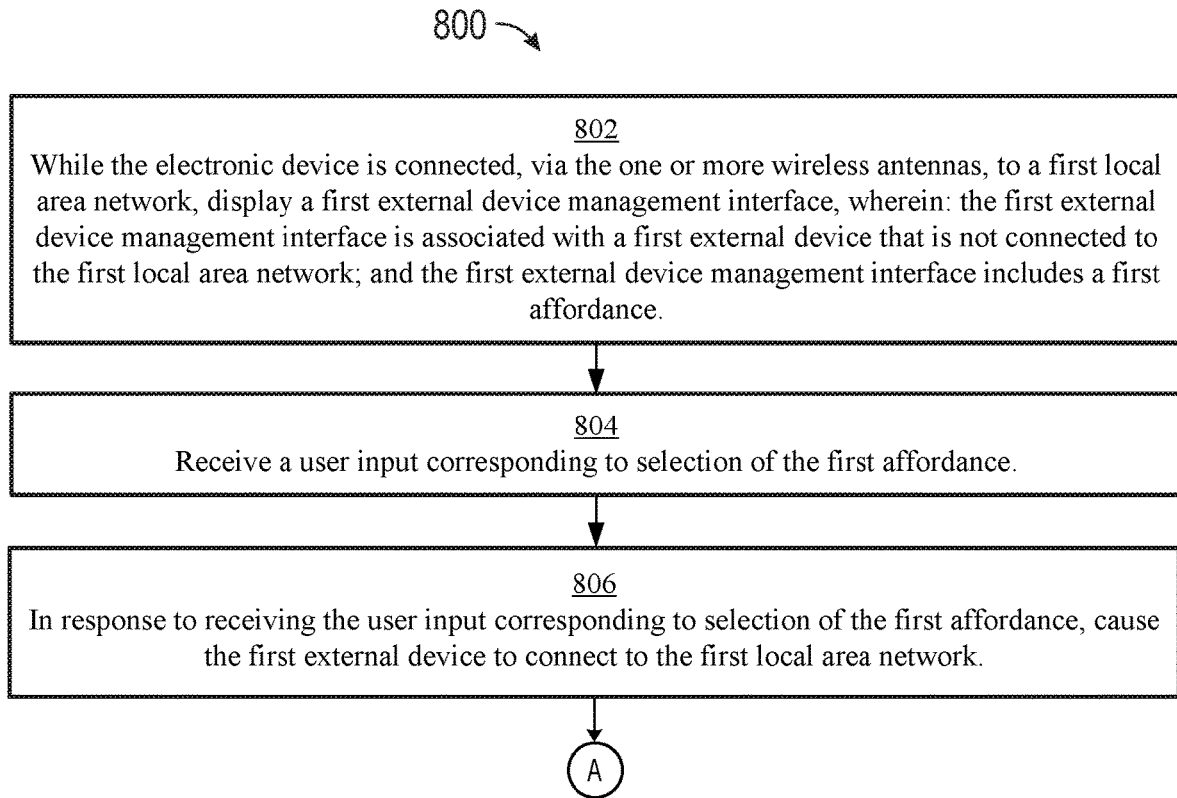 800
802
While the electronic device is connected, via the one or more wireless antennas, to a first local
area network, display a first external device management interface, wherein: the first external
device management interface is associated with a first external device that is not connected to
the first local area network; and the first external device management interface includes a first
affordance.
804
Receive a user input corresponding to selection of the first affordance.
806
In response to receiving the user input corresponding to selection of the first affordance, cause
the first external device to connect to the first local area network.
A